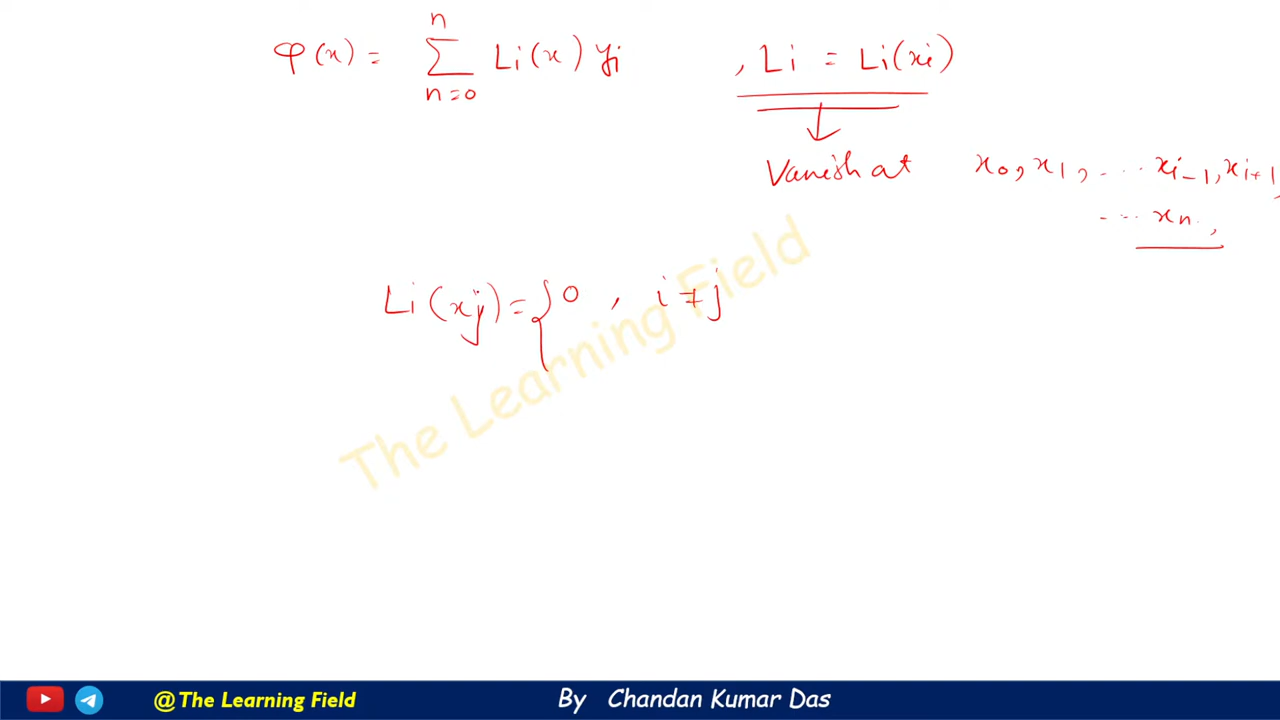 φ(x) = n∑n=0 Li(x) yi , Li = Li(xi)
Vanish at x0, x1, ... xi-1, xi+1,
... xn,
Li(xj) = { 0 , i ≠ j
The Learning Field
@The Learning Field By Chandan Kumar Das